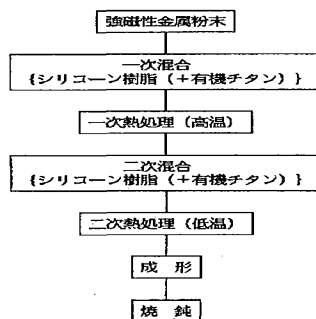 強磁性金属粉末
一次混合
{シリコーン樹脂（＋有機チタン）}
一次熱処理（高温）
二次混合
{シリコーン樹脂（＋有機チタン）}
二次熱処理（低温）
成 形
焼 鈍